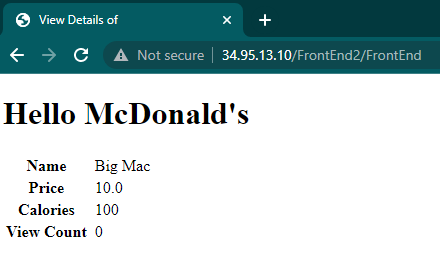 View Details of
Not secure | 34.95.13.10/FrontEnd2/FrontEnd
Hello McDonald's
Name Big Mac
Price 10.0
Calories 100
View Count 0